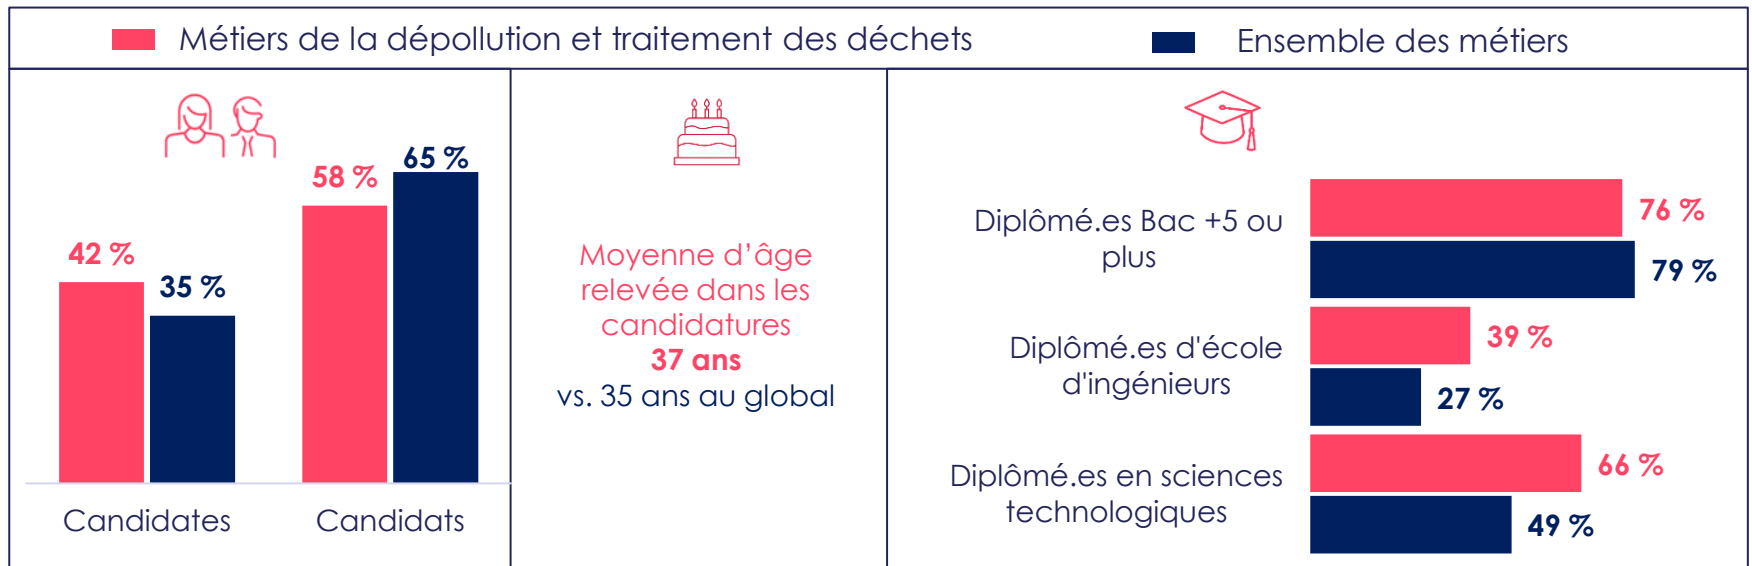 Métiers de la dépollution et traitement des déchets
Ensemble des métiers
42 %
35 %
58 %
65 %
Candidates
Candidats
Moyenne d’âge
relevée dans les
candidatures
37 ans
vs. 35 ans au global
Diplômé.es Bac +5 ou
plus
76 %
79 %
Diplômé.es d'école
d'ingénieurs
39 %
27 %
Diplômé.es en sciences
technologiques
66 %
49 %